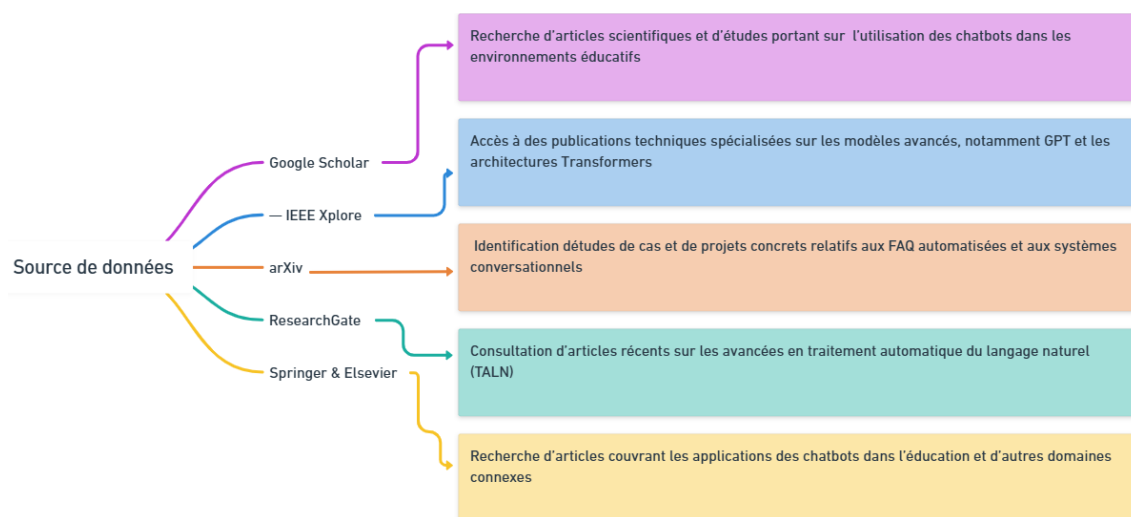 Recherche d'articles scientifiques et d'études portant sur  l'utilisation des chatbots dans les
environnements éducatifs
Accès à des publications techniques spécialisées sur les modèles avancés, notamment GPT et les
architectures Transformers
Google Scholar
— IEEE Xplore
Identification détudes de cas et de projets concrets relatifs aux FAQ automatisées et aux systèmes
conversationnels
Source de données
arXiv
ResearchGate
Consultation d'articles récents sur les avancées en traitement automatique du langage naturel
(TALN)
Springer & Elsevier
Recherche d'articles couvrant les applications des chatbots dans l'éducation et d'autres domaines
connexes